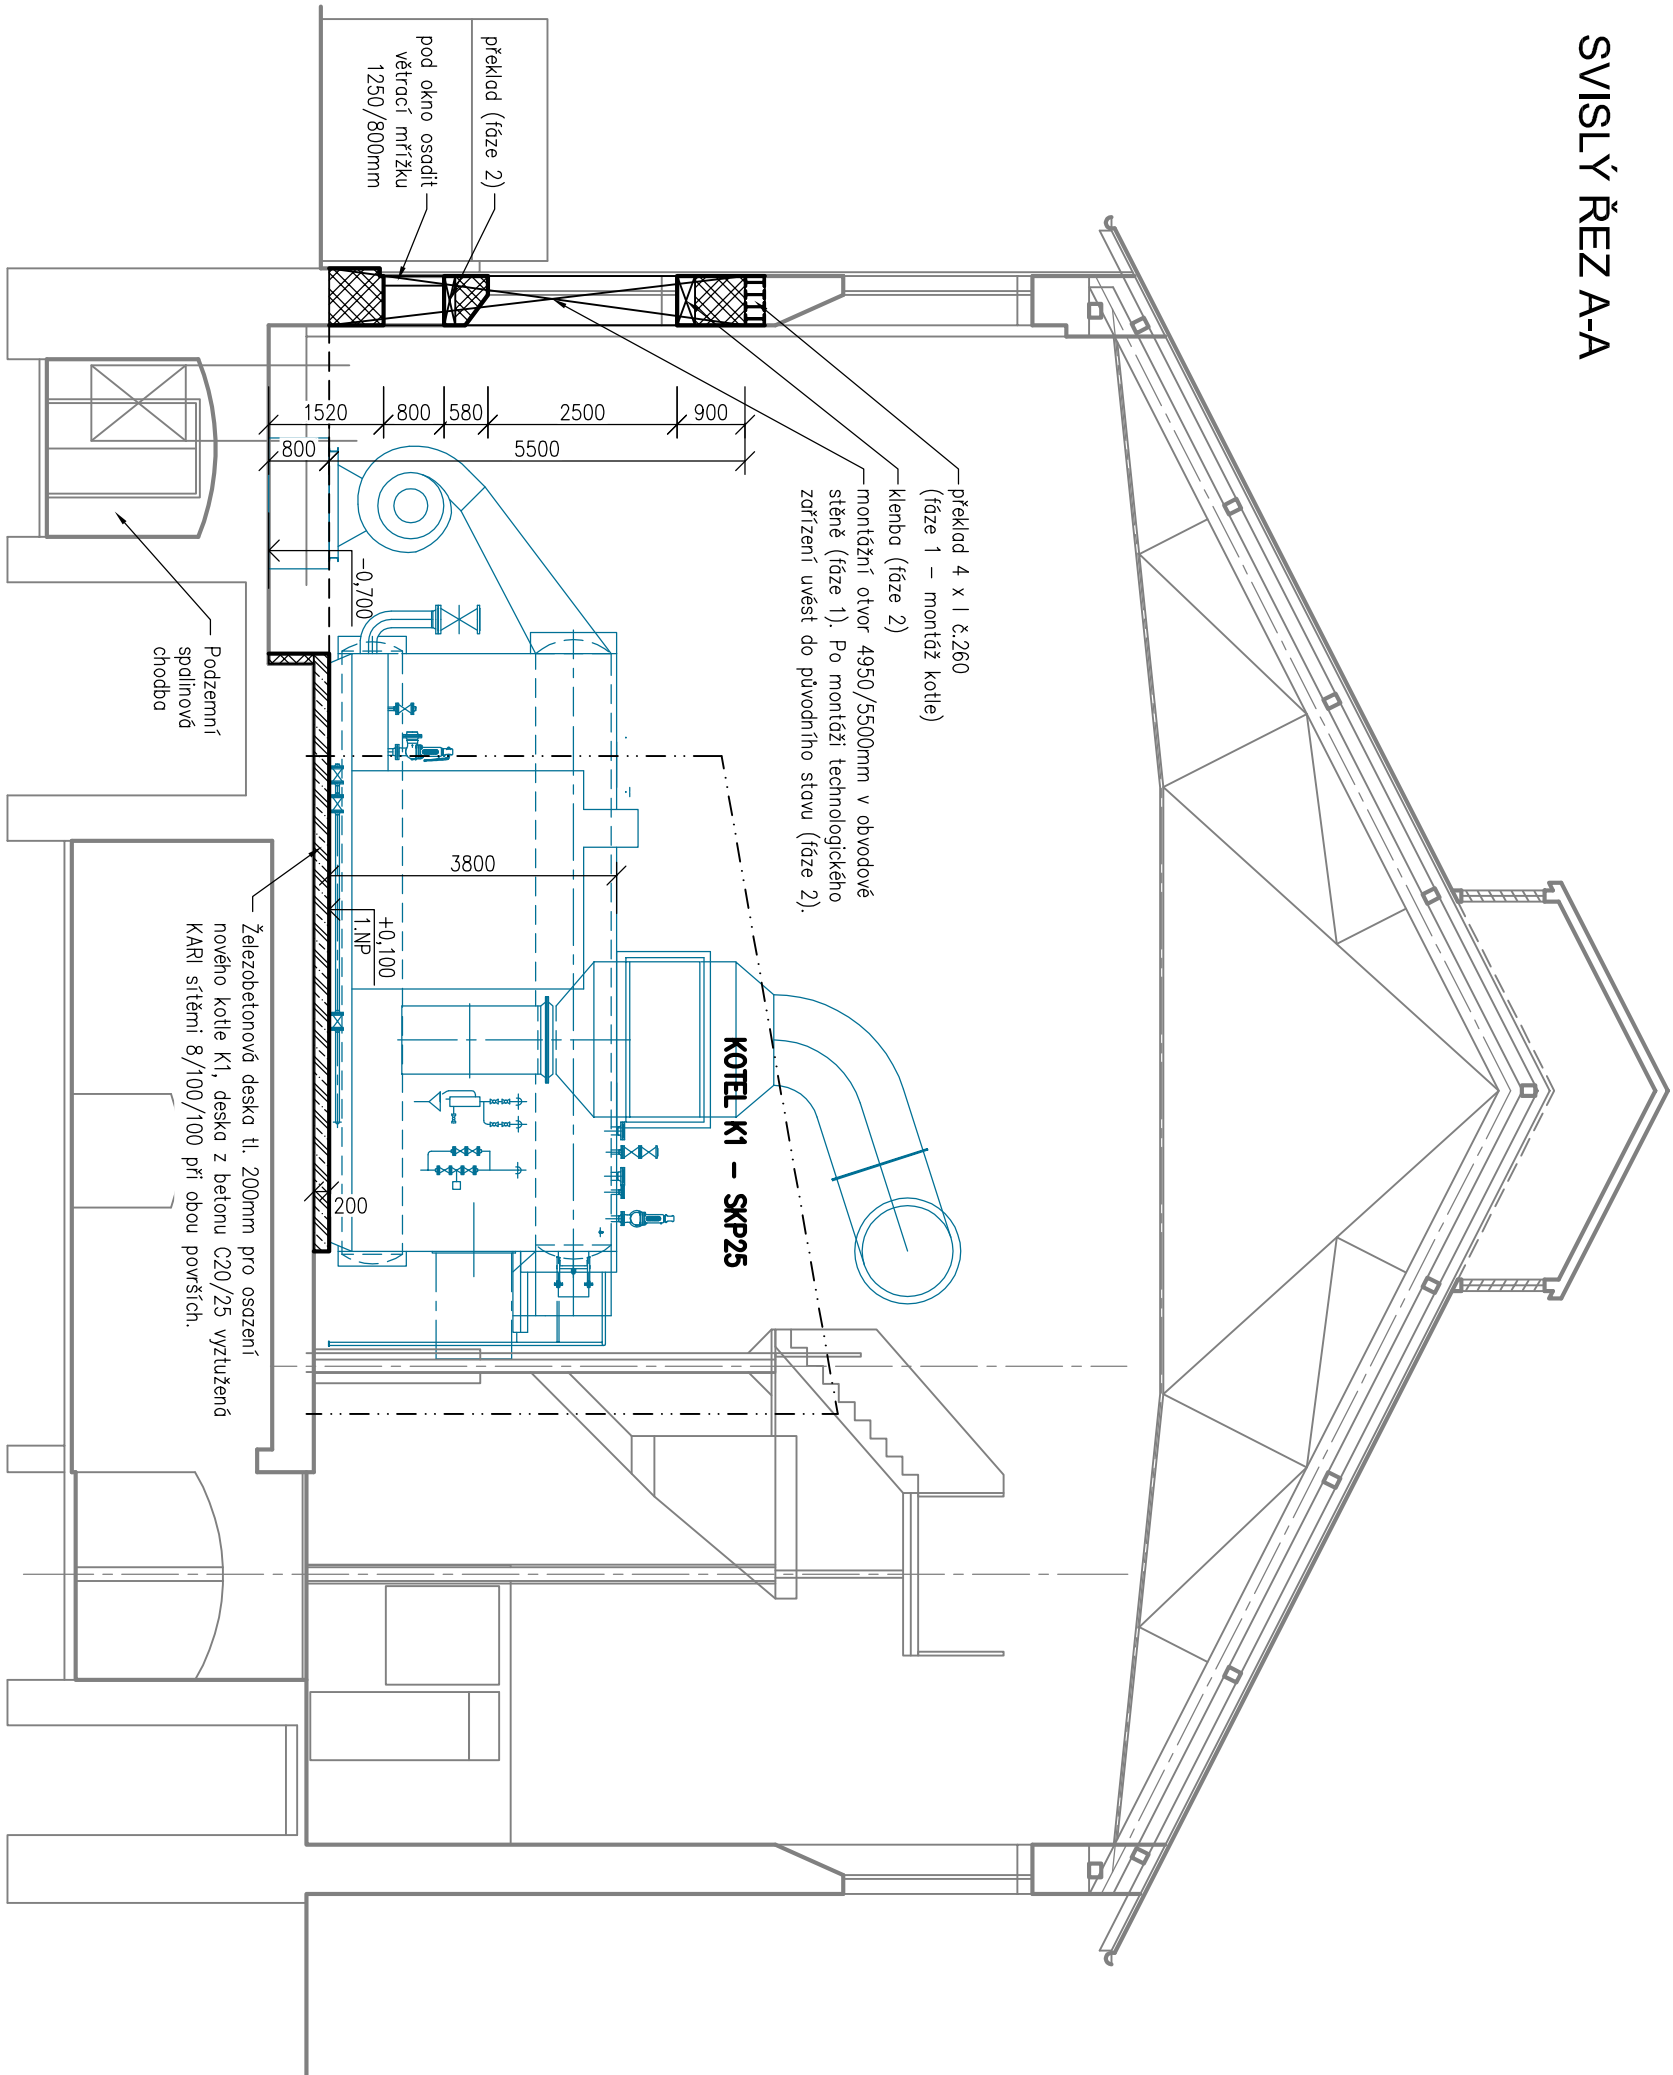 SVISLÝ ŘEZ A-A
překlad 4 x I č.260
(fáze 1 – montáž kotle)
klenba (fáze 2)
montážní otvor 4950/5500mm v obvodové
stěně (fáze 1). Po montáži technologického
zařízení uvést do původního stavu (fáze 2).
překlad (fáze 2)
pod okno osadit
větrací mřížku
1250/800mm
900
2500
580
800
1520
5500
800
-0,700
3800
+0,100
1.NP
200
KOTEL K1 – SKP25
Podzemní
spalinová
chodba
Železobetonová deska tl. 200mm pro osazení
nového kotle K1, deska z betonu C20/25 vyztužená
KARI sítěmi 8/100/100 při obou površích.